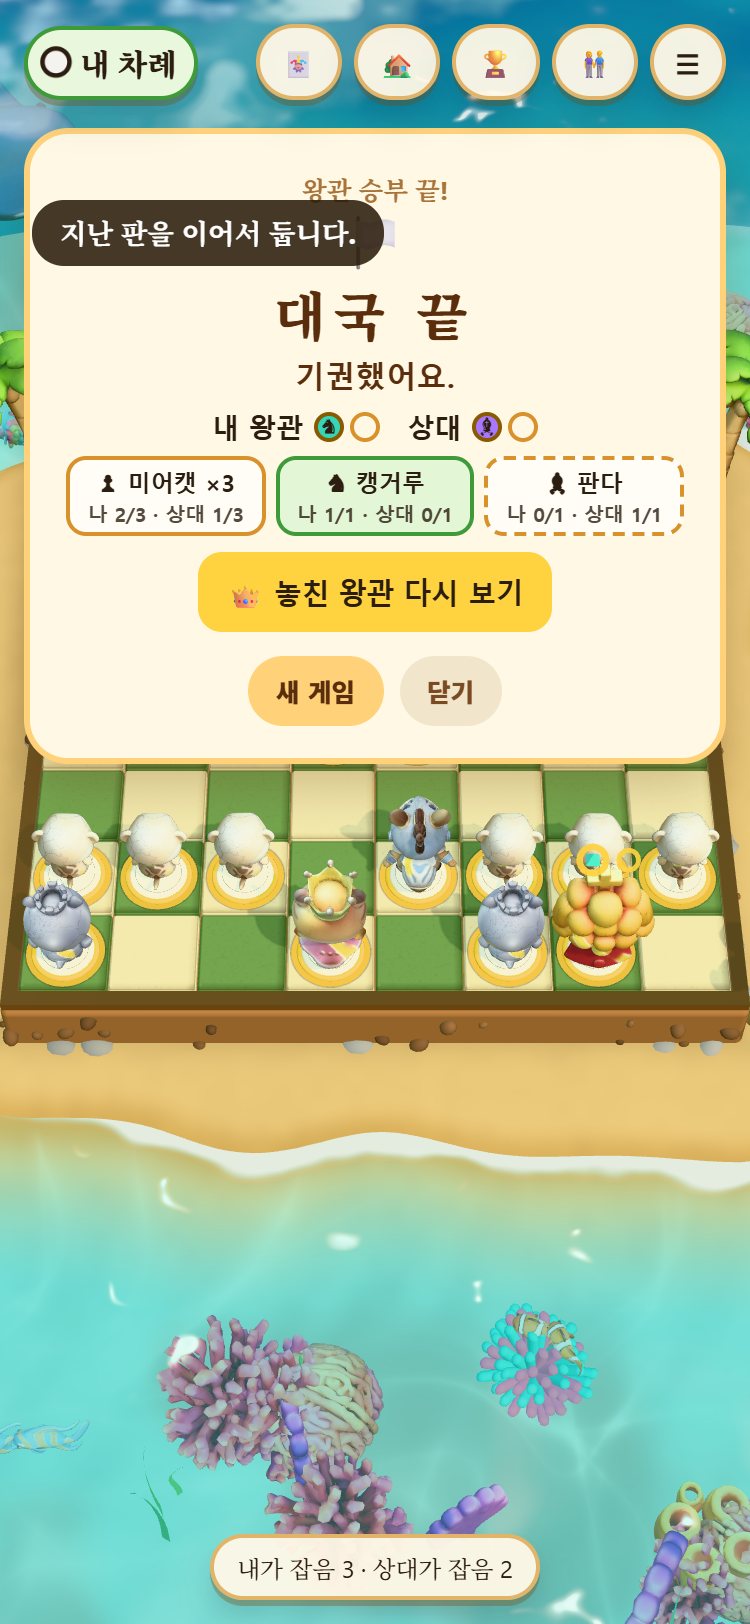 내 차례
왕관 승부 끝!
지난 판을 이어서 둡니다.
대국 끝
기권했어요.
내 왕관 상대
미어캣 ×3
나 2/3 · 상대 1/3
캥거루
나 1/1 · 상대 0/1
판다
나 0/1 · 상대 1/1
놓친 왕관 다시 보기
새 게임
닫기
내가 잡음 3 · 상대가 잡음 2